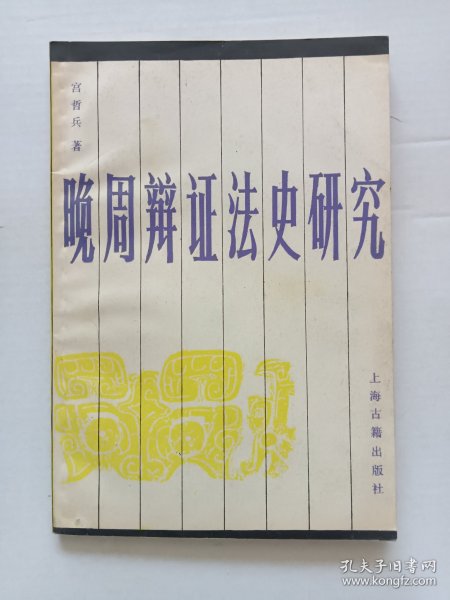 宫哲兵 著
晚周辩证法史研究
上海古籍出版社
孔夫子旧书网
www.kongfz.com